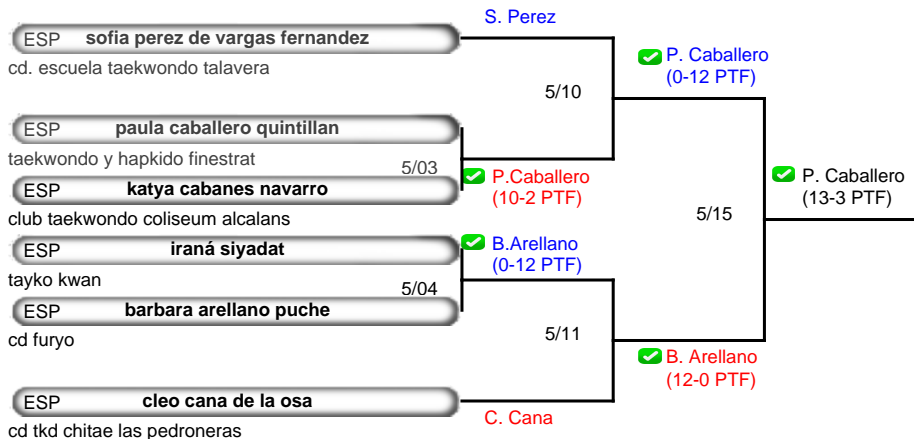 S. Perez
ESP sofia perez de vargas fernandez
cd. escuela taekwondo talavera
P. Caballero
(0-12 PTF)
5/10
ESP paula caballero quintillan
taekwondo y hapkido finestrat
5/03
P.Caballero
(10-2 PTF)
ESP katya cabanes navarro
club taekwondo coliseum alcalans
P. Caballero
(13-3 PTF)
5/15
ESP iraná siyadat
tayko kwan
B.Arellano
(0-12 PTF)
5/04
ESP barbara arellano puche
cd furyo
5/11
B. Arellano
(12-0 PTF)
ESP cleo cana de la osa
cd tkd chitae las pedroneras
C. Cana